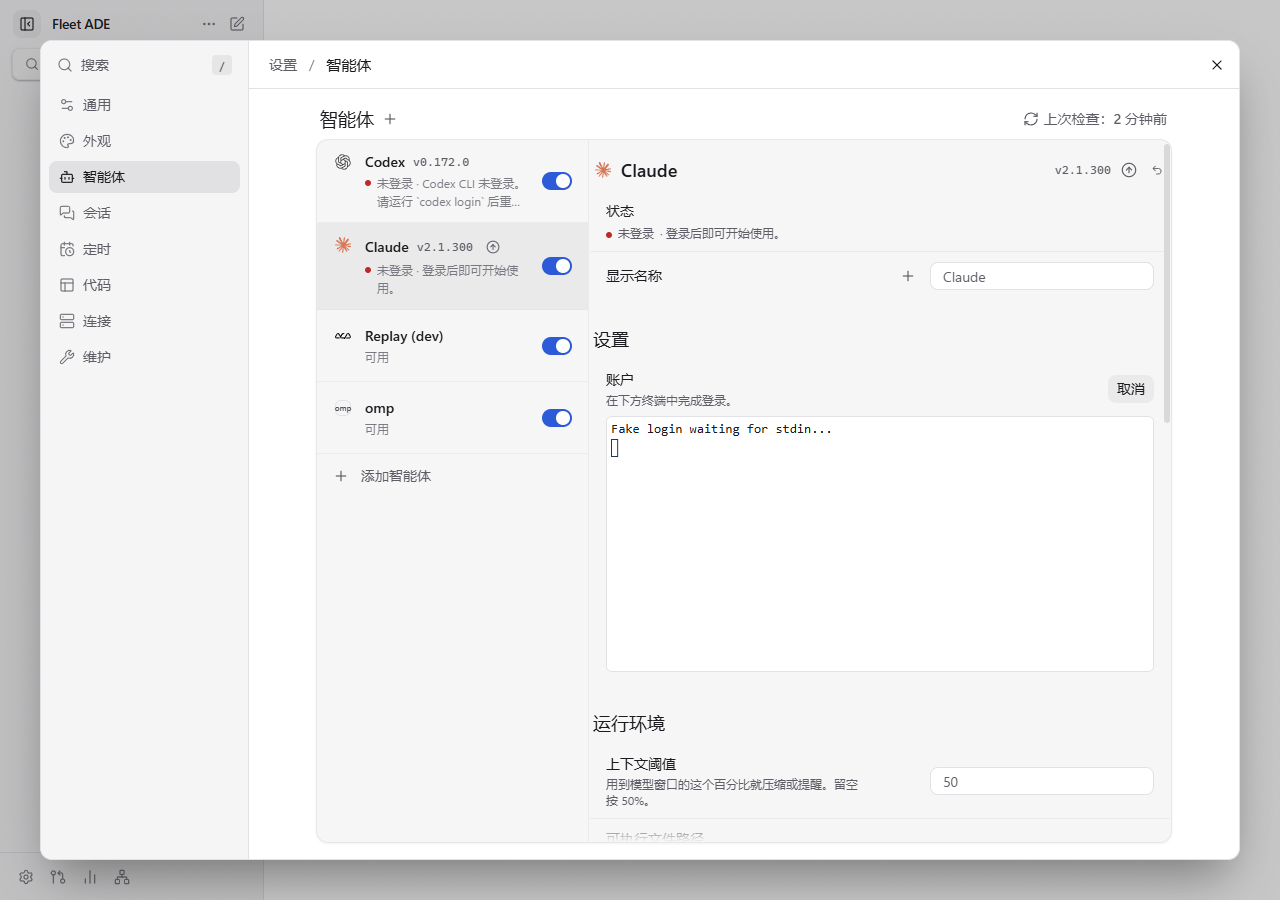 Fleet ADE
搜索
/
通用
外观
智能体
会话
定时
代码
连接
维护
设置 / 智能体
智能体
上次检查：2 分钟前
Codex v0.172.0
未登录 · Codex CLI 未登录。
请运行 `codex login` 后重...
Claude v2.1.300
未登录 · 登录后即可开始使
用。
Replay (dev)
可用
omp
omp
可用
添加智能体
Claude
v2.1.300
状态
未登录 · 登录后即可开始使用。
显示名称
Claude
设置
账户
在下方终端中完成登录。
取消
Fake login waiting for stdin...
运行环境
上下文阈值
用到模型窗口的这个百分比就压缩或提醒。留空
按 50%。
50
可执行文件路径